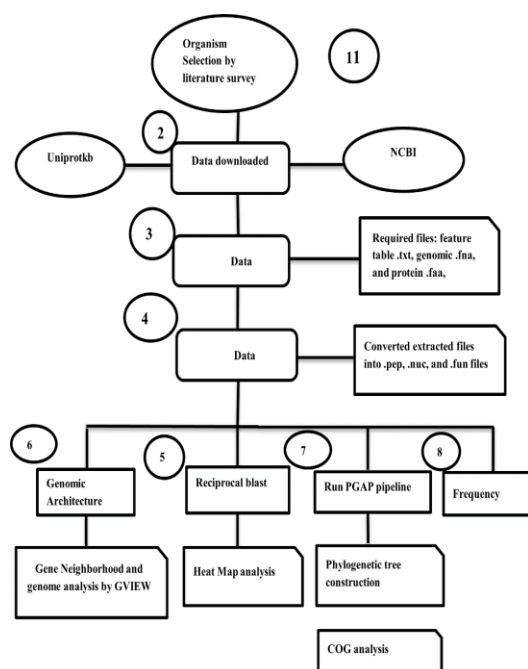 Organism
Selection by
literature survey
11
2
Uniprotkb
Data downloaded
NCBI
3
Data
Required files: feature
table .txt, genomic .fna,
and protein .faa,
4
Data
Converted extracted files
into .pep, .nuc, and .fun files
6
5
7
8
Genomic
Architecture
Reciprocal blast
Run PGAP pipeline
Frequency
Gene Neighborhood and
genome analysis by GVIEW
Heat Map analysis
Phylogenetic tree
construction
COG analysis